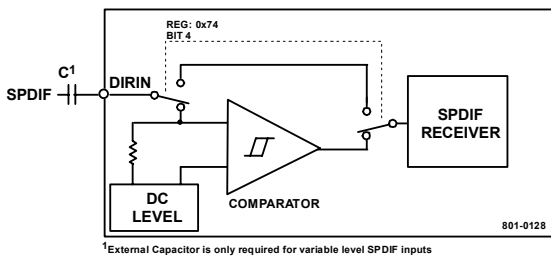 REG: 0x74
BIT 4
C1
SPDIF
DIRIN
SPDIF
RECEIVER
COMPARATOR
DC
LEVEL
801-0128
1External Capacitor is only required for variable level SPDIF inputs